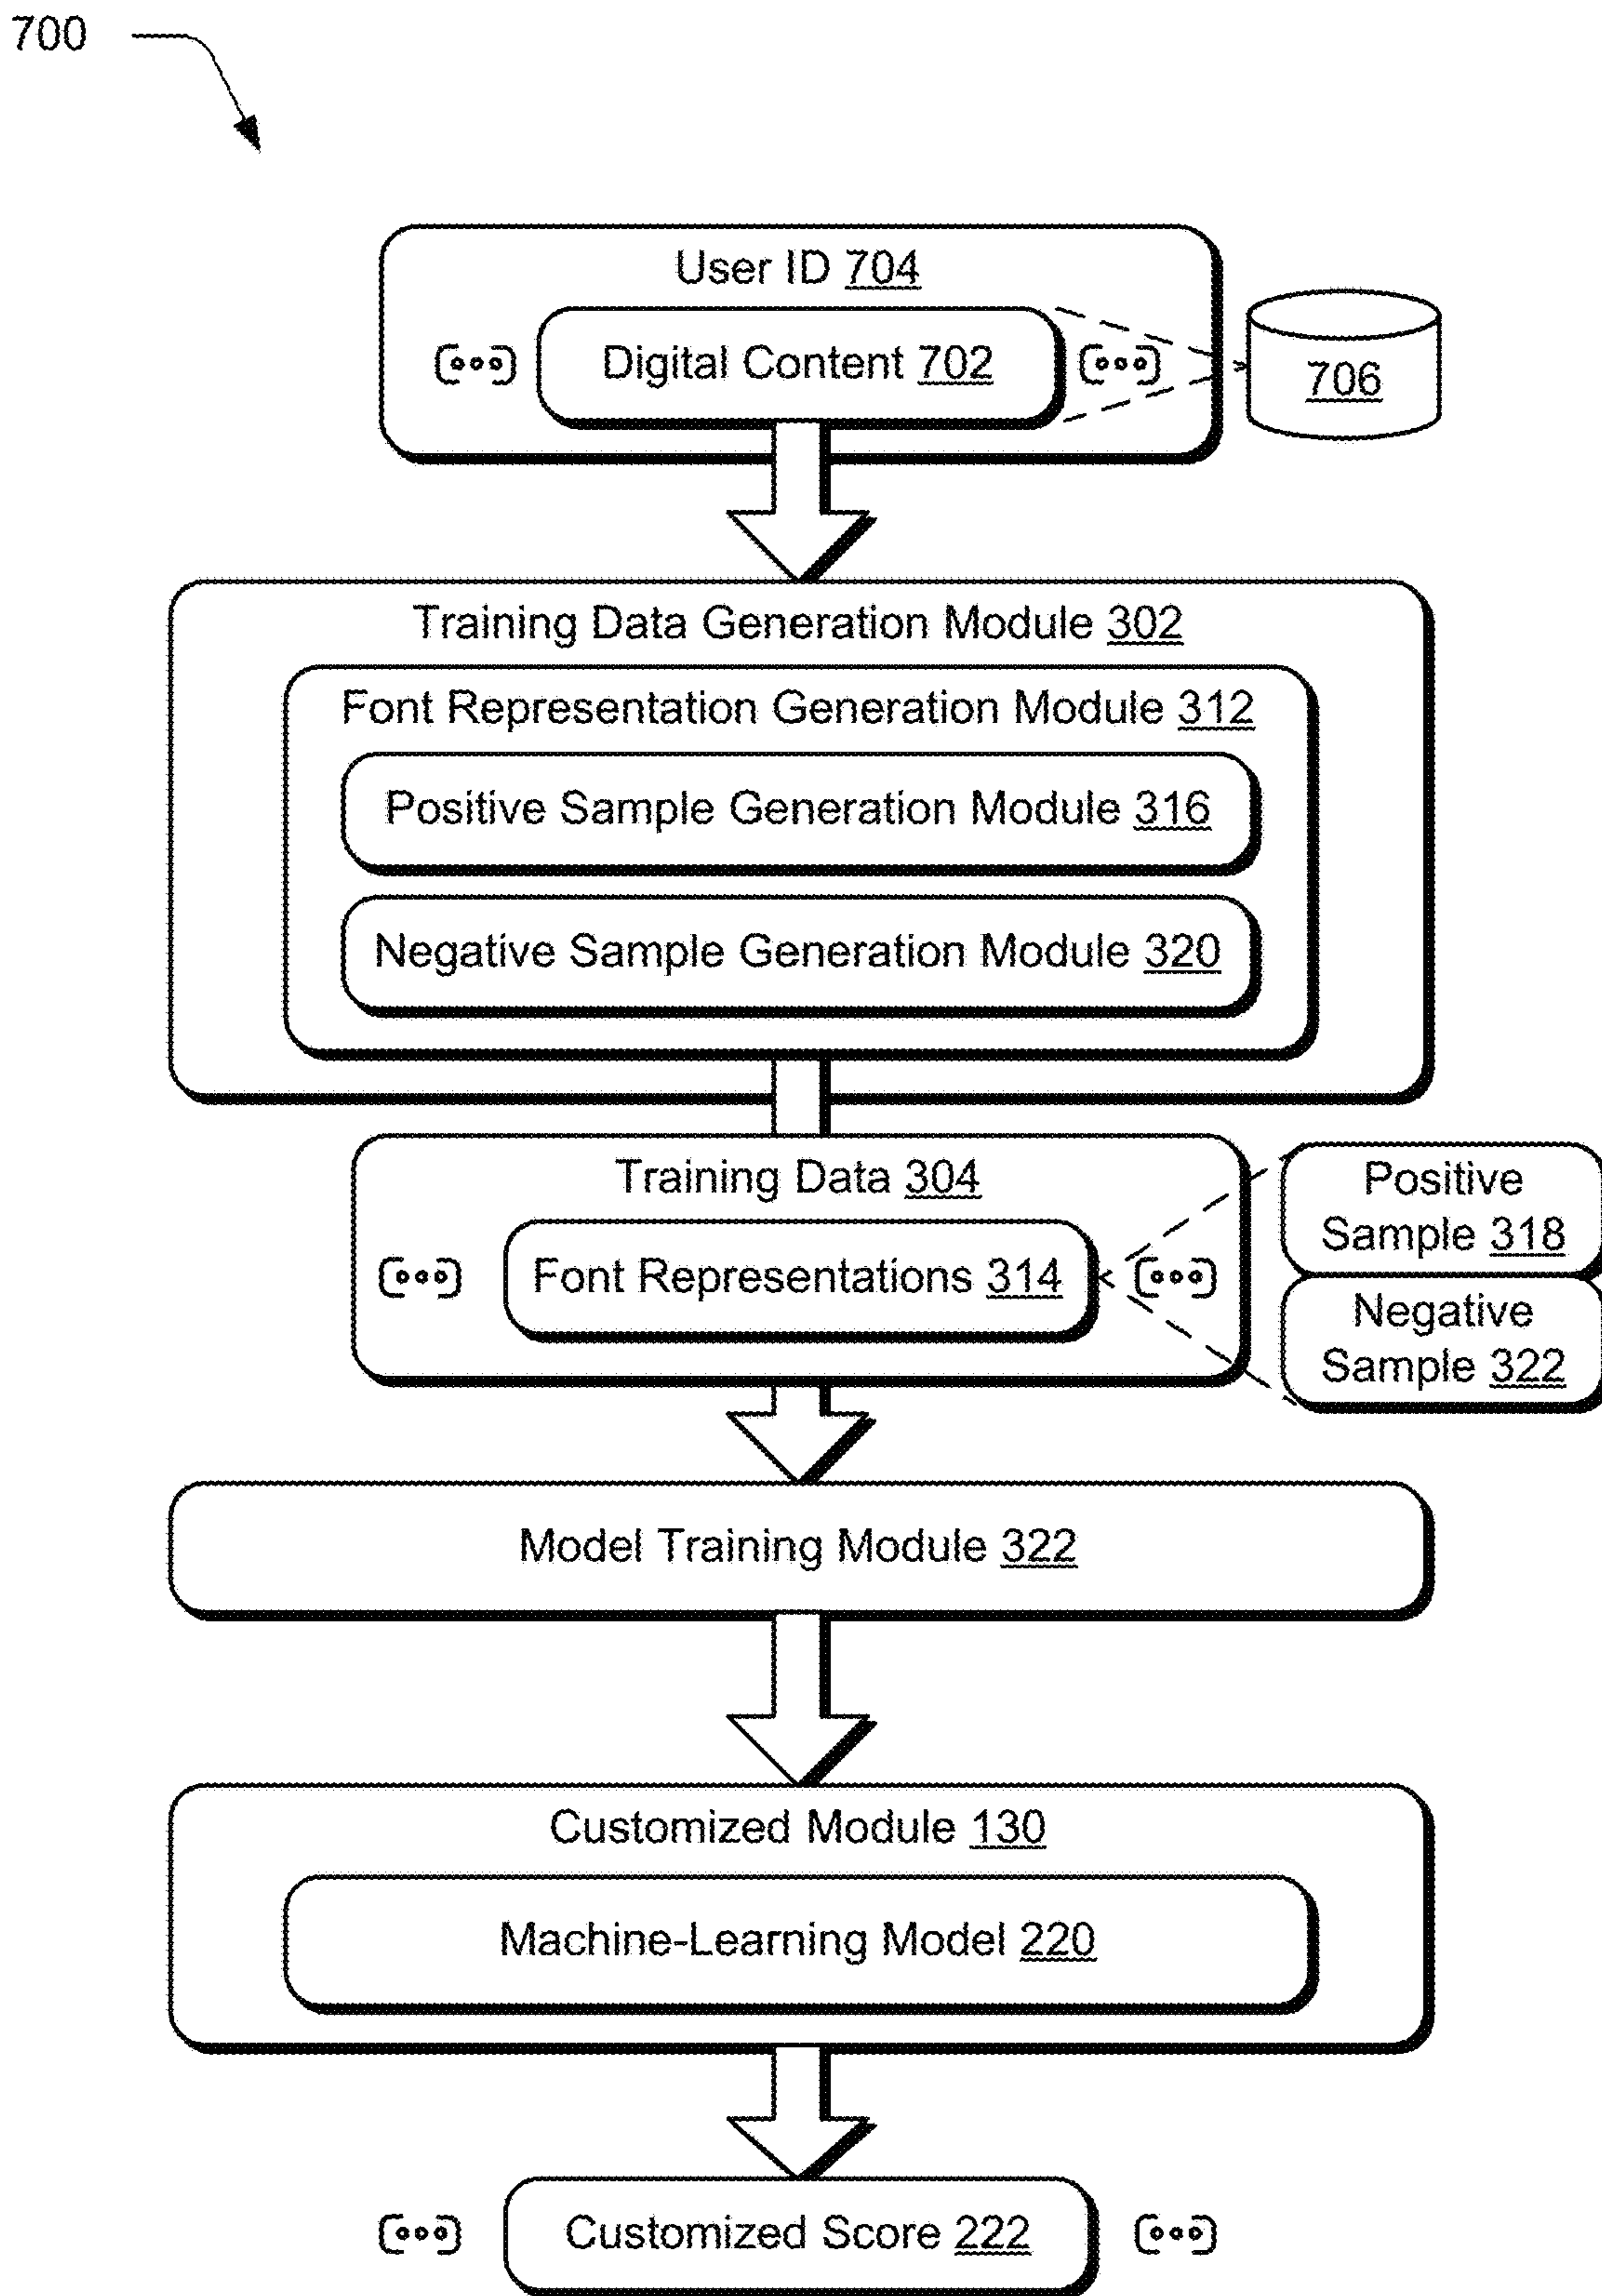 700
User ID 704
Digital Content 702
706
Training Data Generation Module 302
Font Representation Generation Module 312
Positive Sample Generation Module 316
Negative Sample Generation Module 320
Training Data 304
Font Representations 314
Positive
Sample 318
Negative
Sample 322
Model Training Module 322
Customized Module 130
Machine-Learning Model 220
Customized Score 222